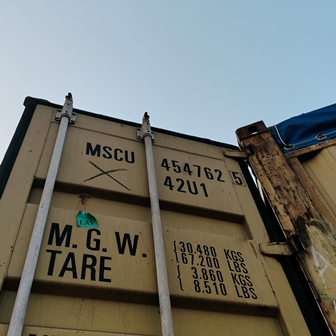 MSCU 454762 5
42U1
M. G. W. {30.480 KGS
{67.200 LBS
TARE { 3.860 KGS
{ 8.510 LBS